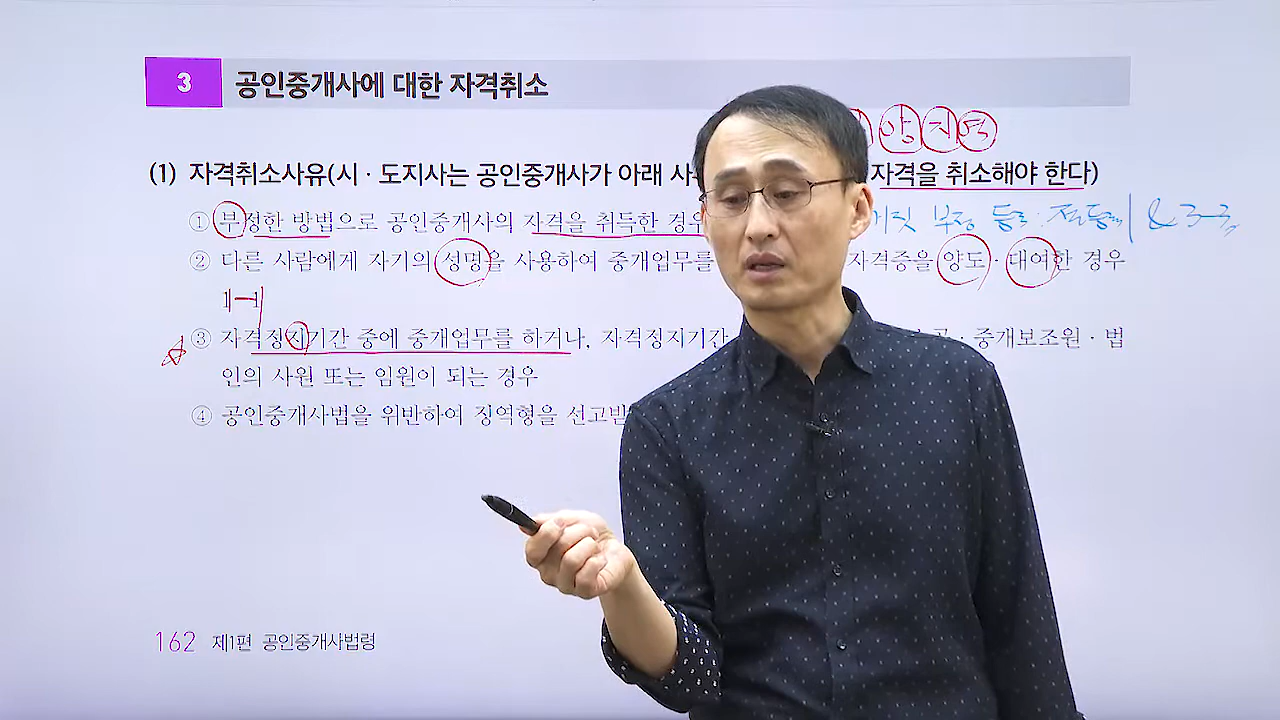 3 공인중개사에 대한 자격취소
양 지 역
(1) 자격취소사유(시·도지사는 공인중개사가 아래 사 자격을 취소해야 한다)
① 부정한 방법으로 공인중개사의 자격을 취득한 경우 부정
② 다른 사람에게 자기의 성명을 사용하여 중개업무를 자격증을 양도·대여한 경우
1-1
③ 자격정지기간 중에 중개업무를 하거나, 자격정지기간 공·중개보조원·법
인의 사원 또는 임원이 되는 경우
④ 공인중개사법을 위반하여 징역형을 선고받
162 제1편 공인중개사법령